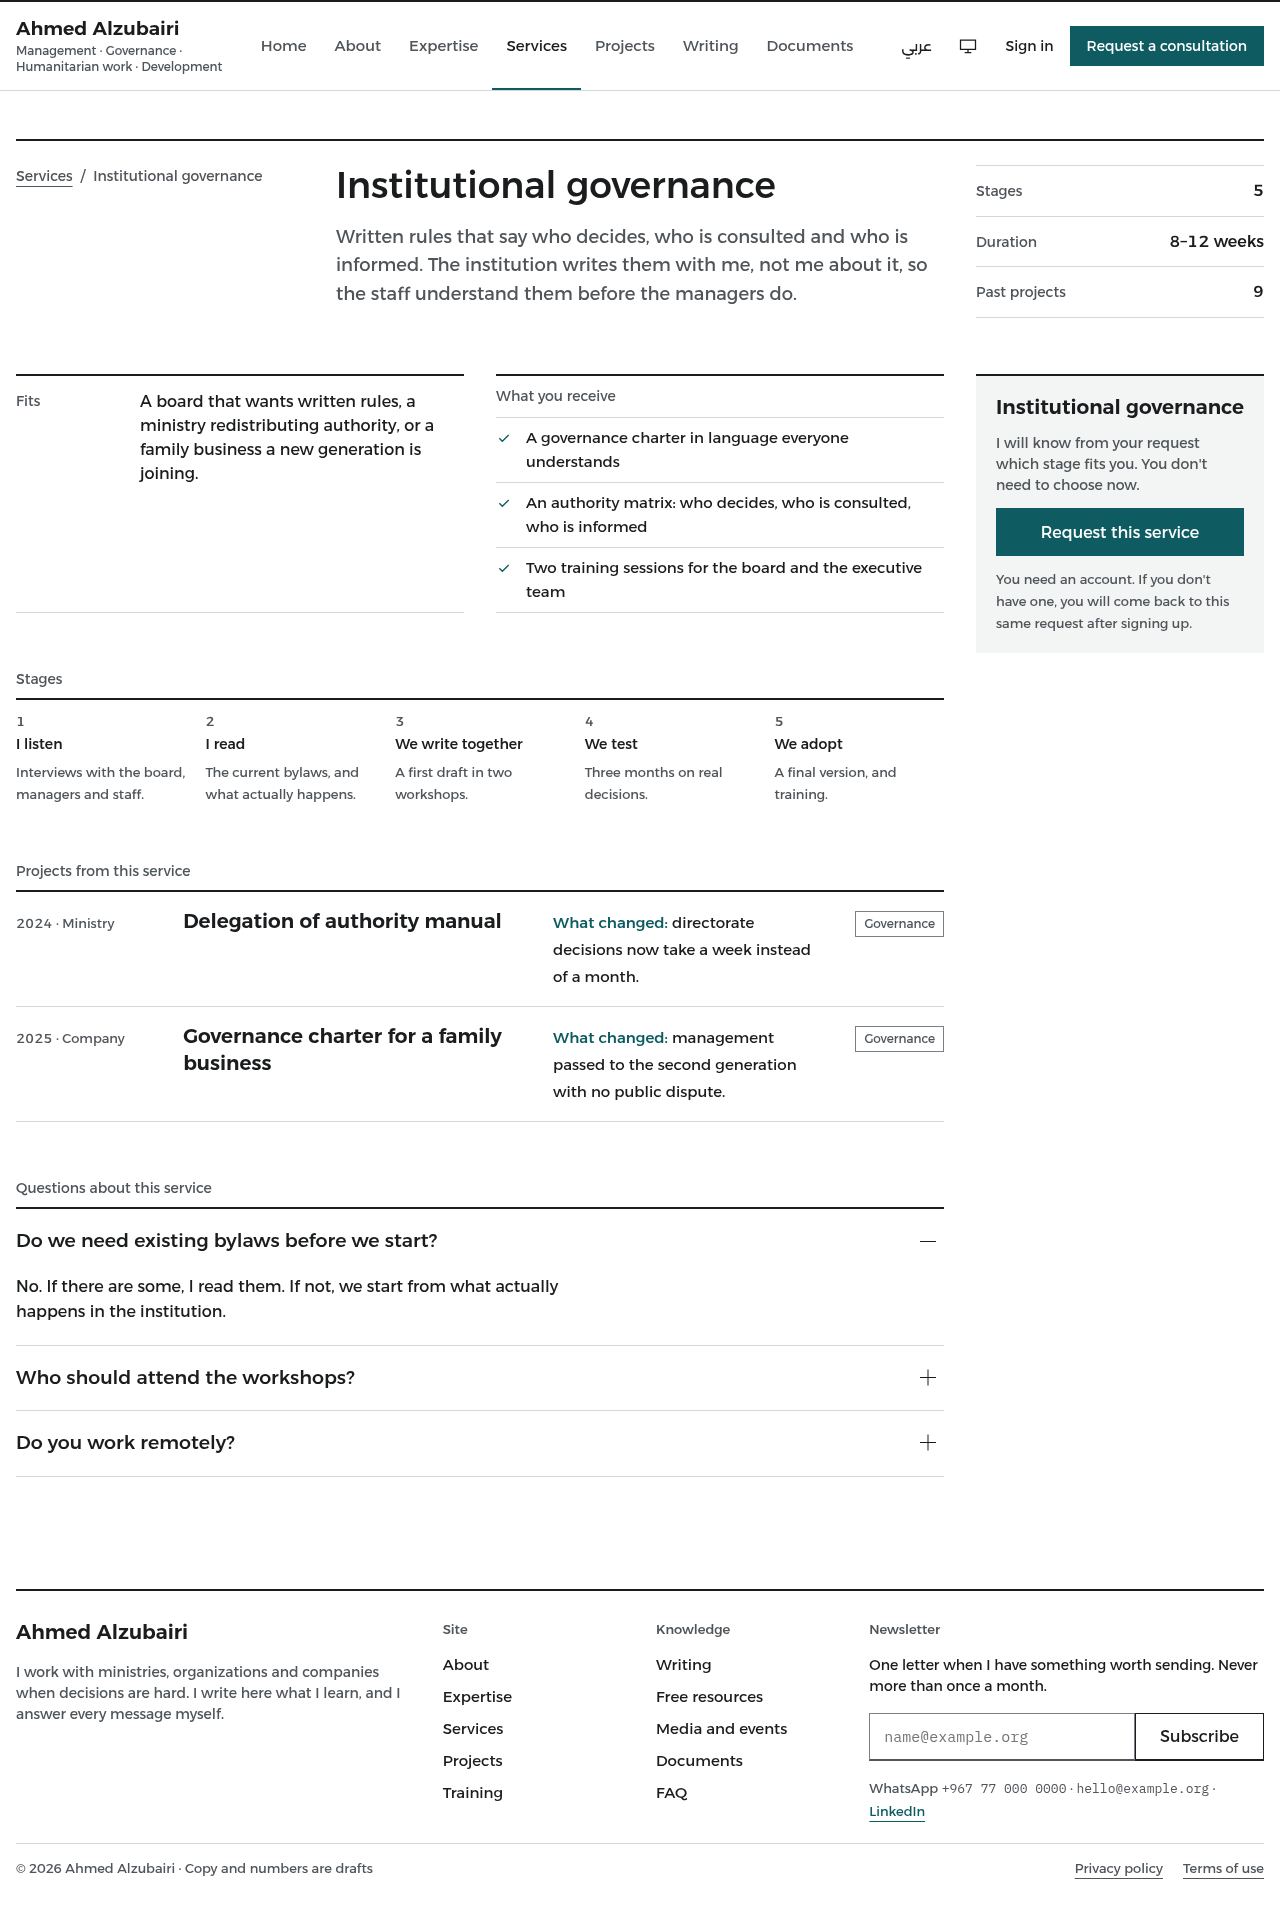 Ahmed Alzubairi
Management · Governance ·
Humanitarian work · Development
Home
About
Expertise
Services
Projects
Writing
Documents
عربي
Sign in
Request a consultation
Services / Institutional governance
Institutional governance
Written rules that say who decides, who is consulted and who is
informed. The institution writes them with me, not me about it, so
the staff understand them before the managers do.
Stages 5
Duration 8–12 weeks
Past projects 9
Fits
A board that wants written rules, a
ministry redistributing authority, or a
family business a new generation is
joining.
What you receive
A governance charter in language everyone
understands
An authority matrix: who decides, who is consulted,
who is informed
Two training sessions for the board and the executive
team
Institutional governance
I will know from your request
which stage fits you. You don't
need to choose now.
Request this service
You need an account. If you don't
have one, you will come back to this
same request after signing up.
Stages
1
I listen
Interviews with the board,
managers and staff.
2
I read
The current bylaws, and
what actually happens.
3
We write together
A first draft in two
workshops.
4
We test
Three months on real
decisions.
5
We adopt
A final version, and
training.
Projects from this service
2024 · Ministry
Delegation of authority manual
What changed: directorate
decisions now take a week instead
of a month.
Governance
2025 · Company
Governance charter for a family
business
What changed: management
passed to the second generation
with no public dispute.
Governance
Questions about this service
Do we need existing bylaws before we start?
No. If there are some, I read them. If not, we start from what actually
happens in the institution.
Who should attend the workshops?
Do you work remotely?
Ahmed Alzubairi
I work with ministries, organizations and companies
when decisions are hard. I write here what I learn, and I
answer every message myself.
Site
About
Expertise
Services
Projects
Training
Knowledge
Writing
Free resources
Media and events
Documents
FAQ
Newsletter
One letter when I have something worth sending. Never
more than once a month.
name@example.org
Subscribe
WhatsApp +967 77 000 0000 · hello@example.org ·
LinkedIn
© 2026 Ahmed Alzubairi · Copy and numbers are drafts
Privacy policy
Terms of use